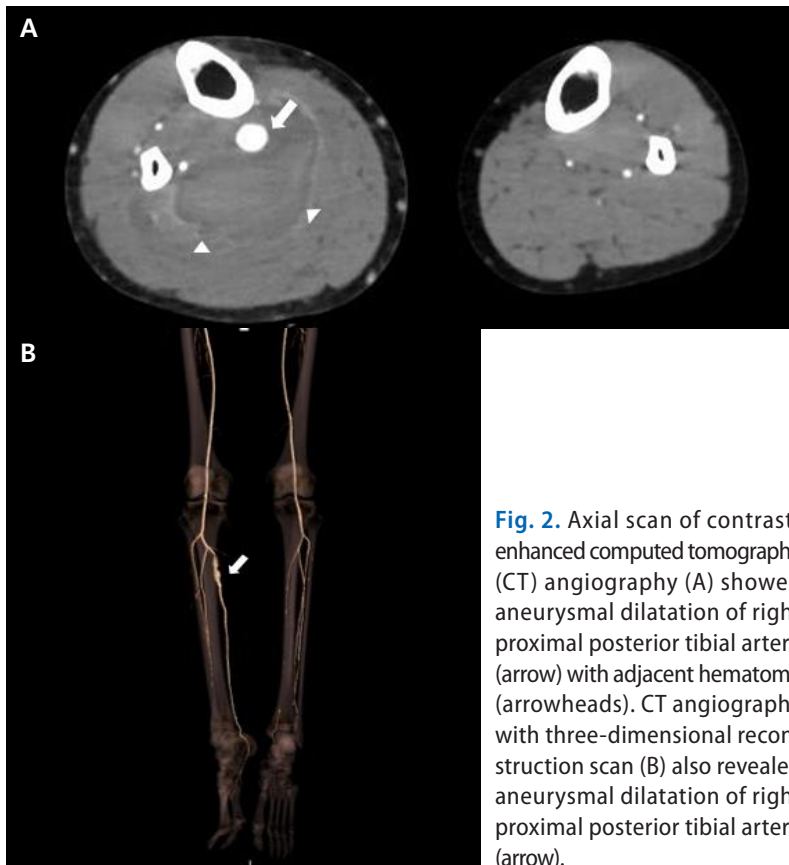 A
B
Fig. 2. Axial scan of contrast
enhanced computed tomograph
(CT) angiography (A) showe
aneurysmal dilatation of righ
proximal posterior tibial arter
(arrow) with adjacent hematom
(arrowheads). CT angiograph
with three-dimensional recon
struction scan (B) also reveale
aneurysmal dilatation of righ
proximal posterior tibial arter
(arrow).